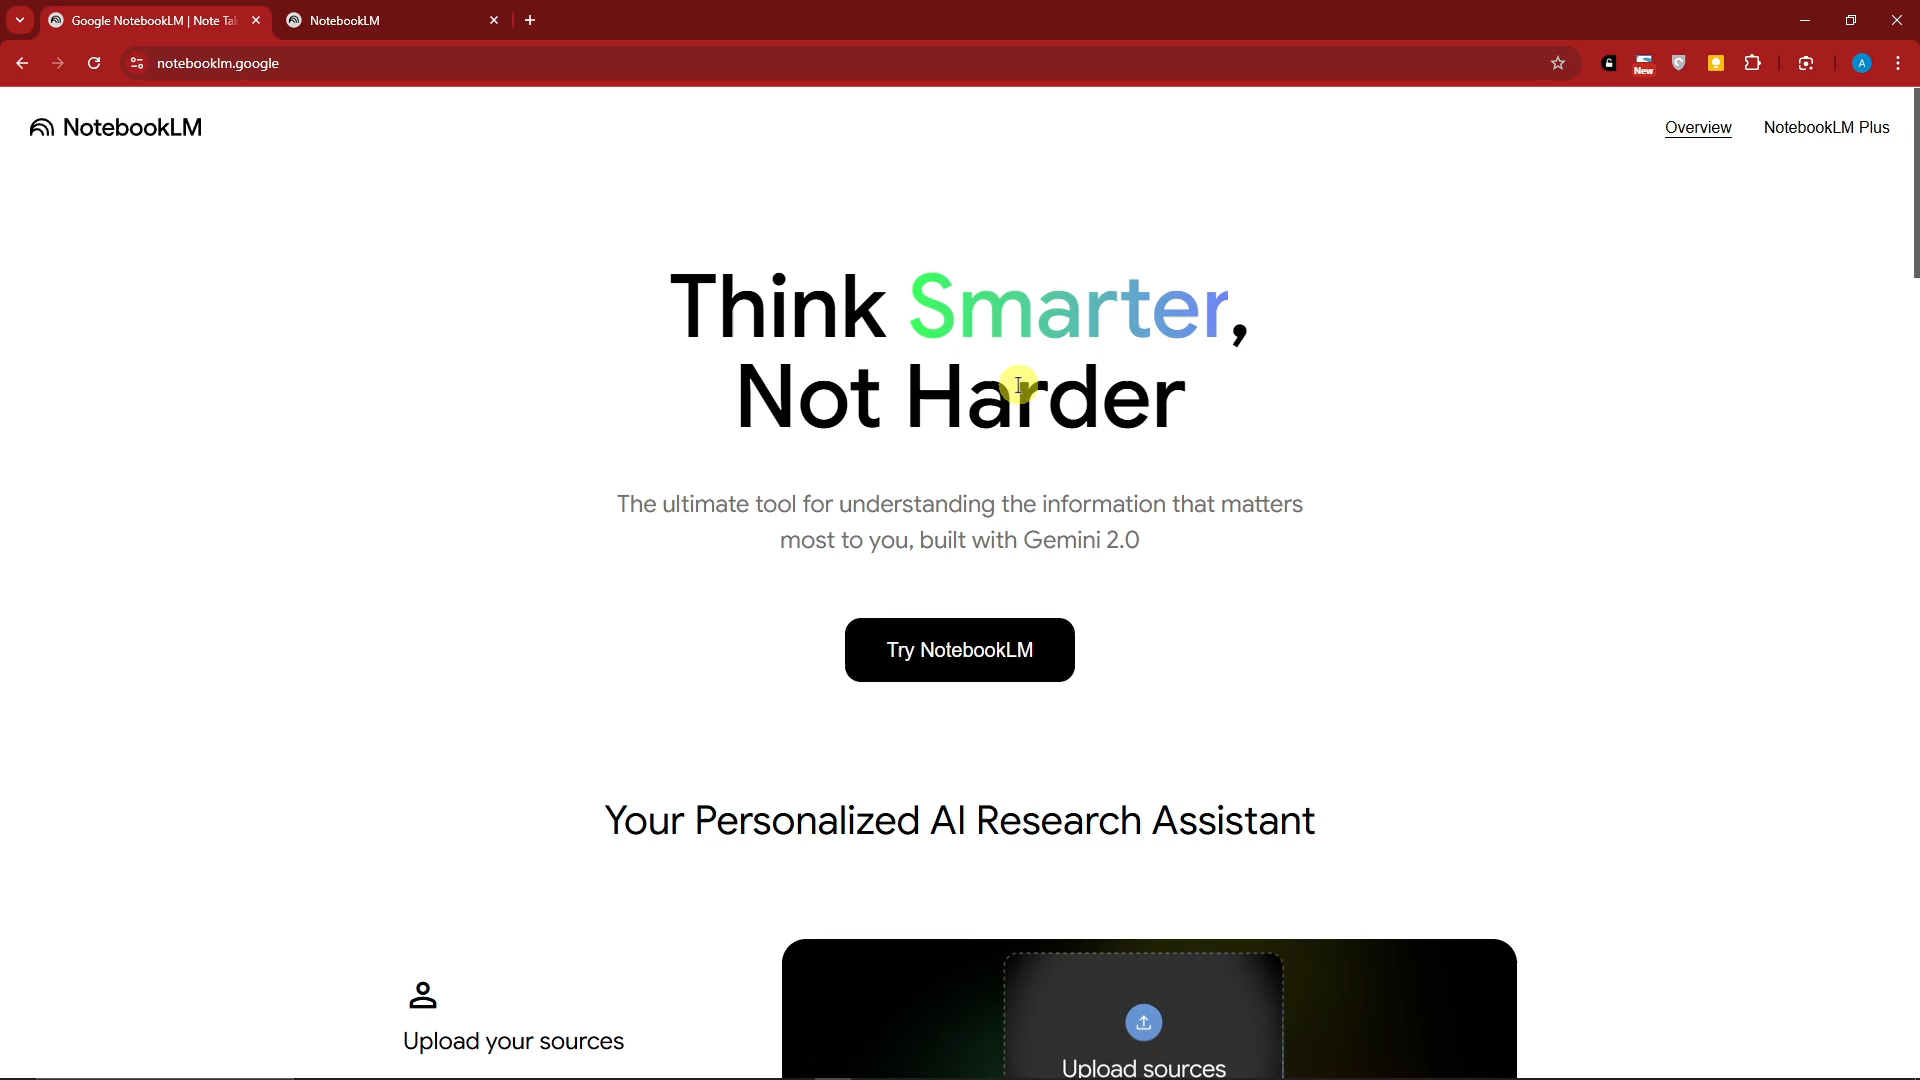 Google NotebookLM | Note Tak
NotebookLM
notebooklm.google
New
A
NotebookLM
Overview
NotebookLM Plus
Think Smarter,
Not Harder
The ultimate tool for understanding the information that matters
most to you, built with Gemini 2.0
Try NotebookLM
Your Personalized AI Research Assistant
Upload your sources
Upload sources